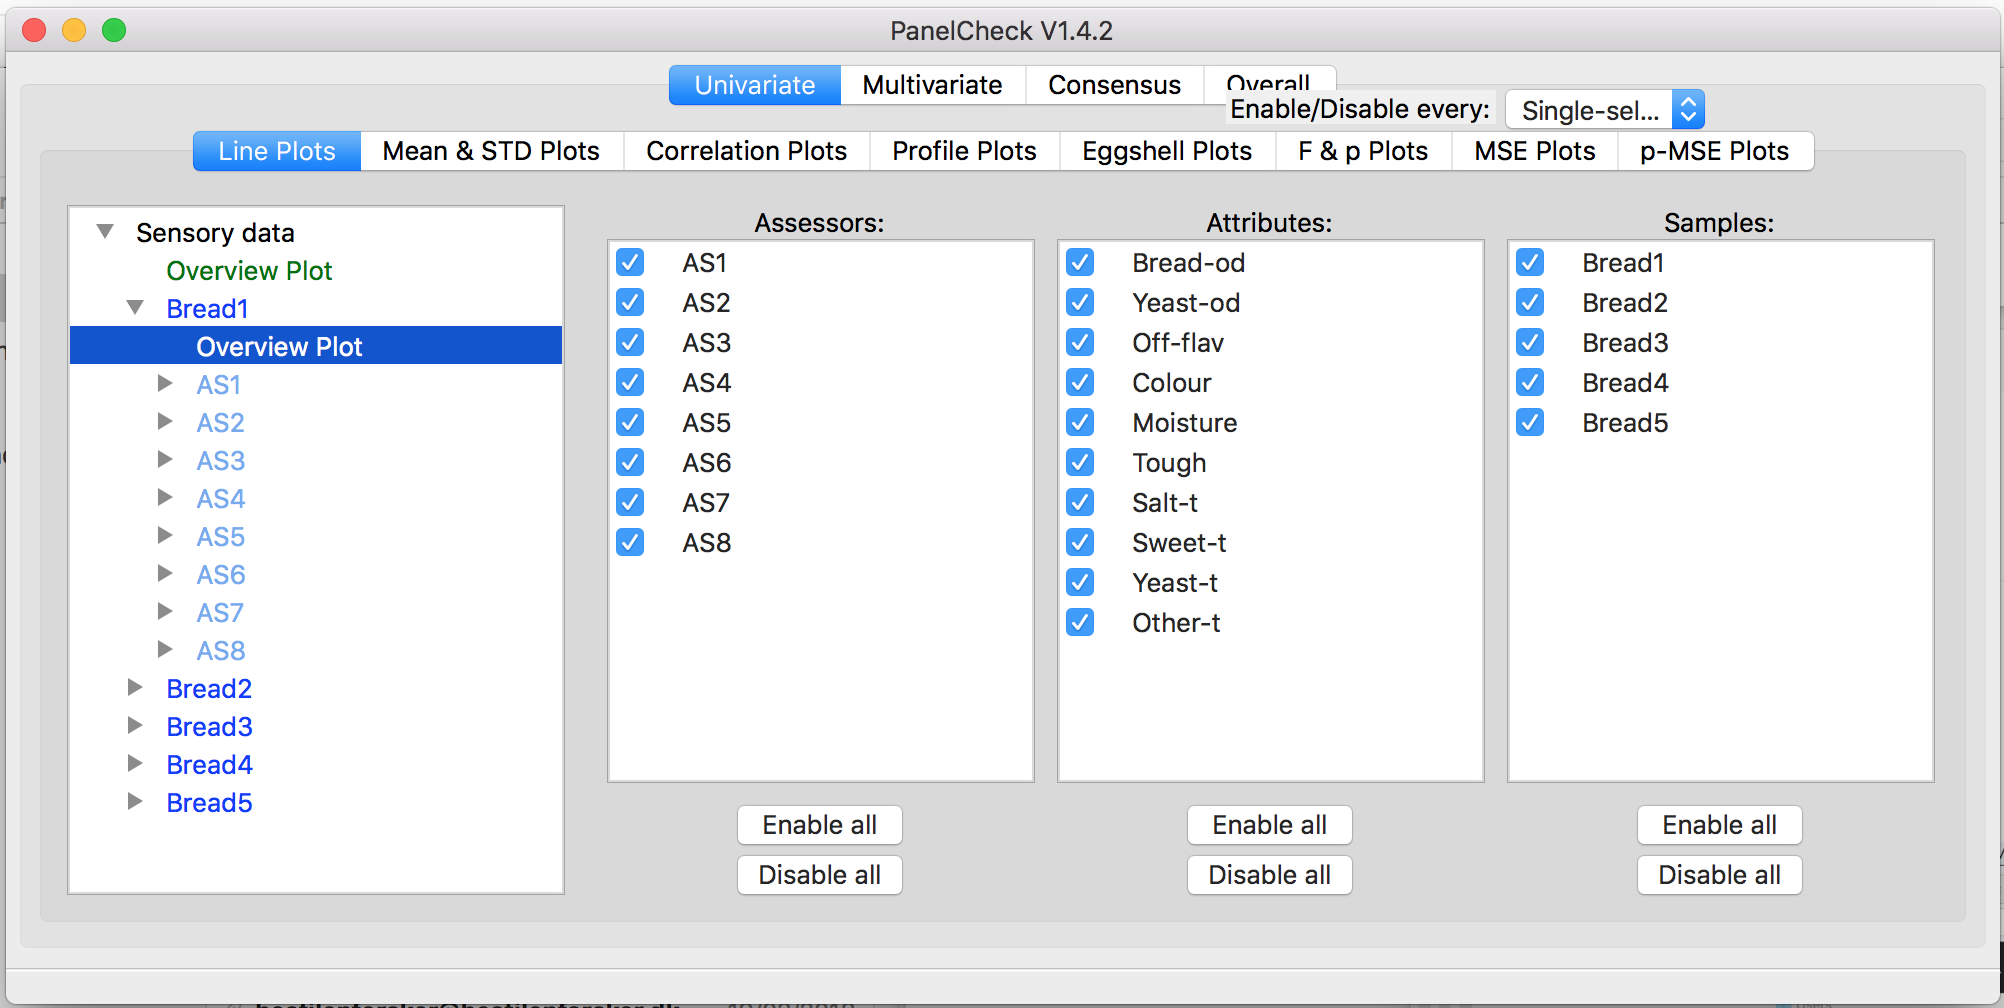 PanelCheck V1.4.2
Univariate Multivariate Consensus Overall
Enable/Disable every: Single-sel...
Line Plots Mean & STD Plots Correlation Plots Profile Plots Eggshell Plots F & p Plots MSE Plots p-MSE Plots
Sensory data
Overview Plot
Bread1
Overview Plot
AS1
AS2
AS3
AS4
AS5
AS6
AS7
AS8
Bread2
Bread3
Bread4
Bread5
Assessors:
AS1
AS2
AS3
AS4
AS5
AS6
AS7
AS8
Enable all
Disable all
Attributes:
Bread-od
Yeast-od
Off-flav
Colour
Moisture
Tough
Salt-t
Sweet-t
Yeast-t
Other-t
Enable all
Disable all
Samples:
Bread1
Bread2
Bread3
Bread4
Bread5
Enable all
Disable all